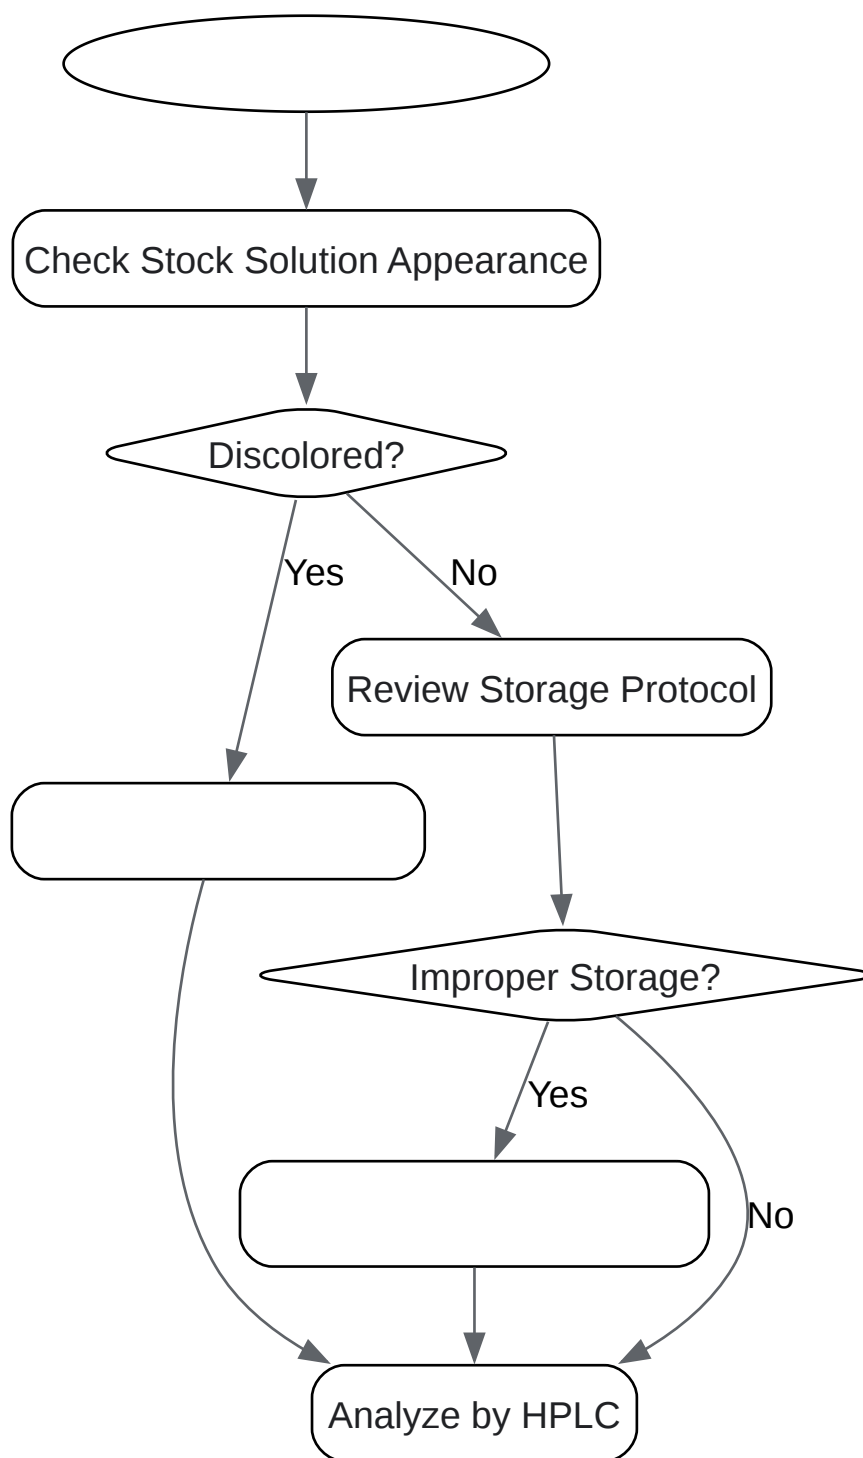 Check Stock Solution Appearance
Discolored?
Yes
No
Review Storage Protocol
Improper Storage?
Yes
No
Analyze by HPLC